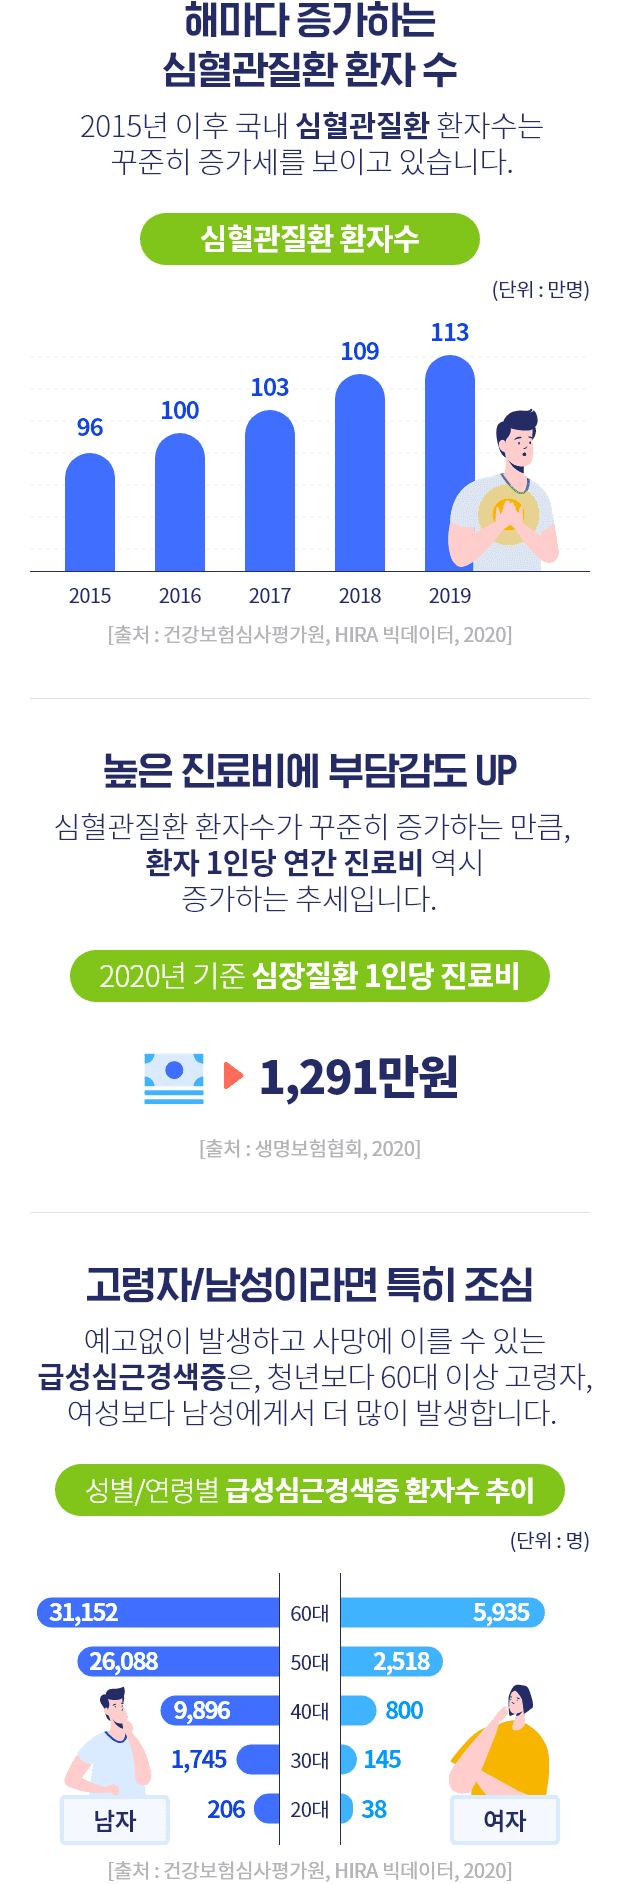 해마다 증가하는
심혈관질환 환자 수
2015년 이후 국내 심혈관질환 환자수는
꾸준히 증가세를 보이고 있습니다.
심혈관질환 환자수
(단위 : 만명)
96
100
103
109
113
2015
2016
2017
2018
2019
[출처 : 건강보험심사평가원, HIRA 빅데이터, 2020]
높은 진료비에 부담감도 UP
심혈관질환 환자수가 꾸준히 증가하는 만큼,
환자 1인당 연간 진료비 역시
증가하는 추세입니다.
2020년 기준 심장질환 1인당 진료비
1,291만원
[출처 : 생명보험협회, 2020]
고령자/남성이라면 특히 조심
예고없이 발생하고 사망에 이를 수 있는
급성심근경색증은, 청년보다 60대 이상 고령자,
여성보다 남성에게서 더 많이 발생합니다.
성별/연령별 급성심근경색증 환자수 추이
(단위 : 명)
31,152 60대 5,935
26,088 50대 2,518
9,896 40대 800
1,745 30대 145
206 20대 38
남자
여자
[출처 : 건강보험심사평가원, HIRA 빅데이터, 2020]